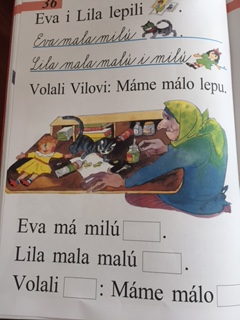 36
Eva i Lila lepili .
Eva mala milú .
Lila mala malú i milú .
Volali Vilovi: Máme málo lepu.
Eva má milú .
Lila mala malú .
Volali : Máme málo